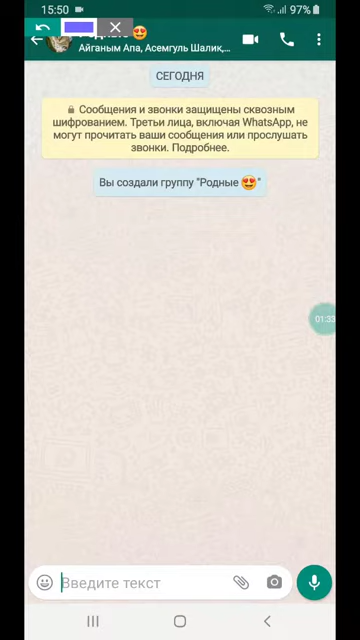 15:50
97%
Айганым Апа, Асемгуль Шалик,...
СЕГОДНЯ
Сообщения и звонки защищены сквозным
шифрованием. Третьи лица, включая WhatsApp, не
могут прочитать ваши сообщения или прослушать
звонки. Подробнее.
Вы создали группу "Родные 😍"
01:33
Введите текст